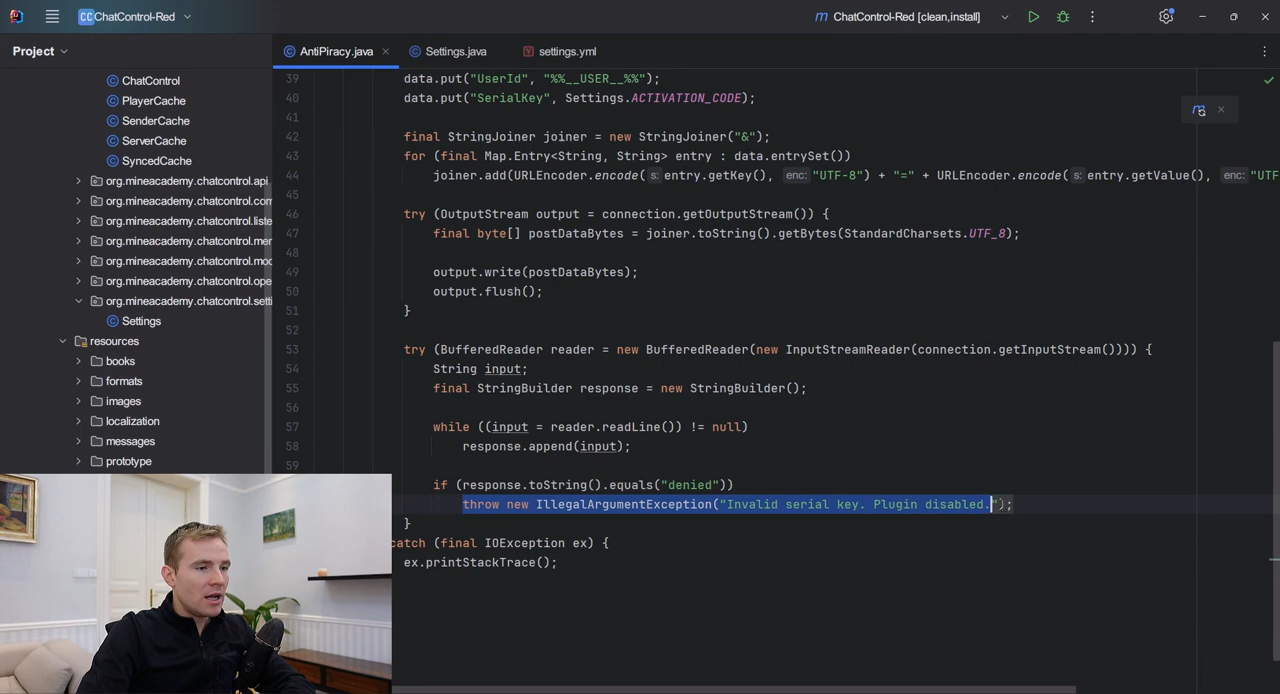 CC ChatControl-Red
ChatControl-Red [clean,install]
Project
AntiPiracy.java
Settings.java
settings.yml
ChatControl
PlayerCache
SenderCache
ServerCache
SyncedCache
org.mineacademy.chatcontrol.api
org.mineacademy.chatcontrol.con
org.mineacademy.chatcontrol.liste
org.mineacademy.chatcontrol.mer
org.mineacademy.chatcontrol.moc
org.mineacademy.chatcontrol.ope
org.mineacademy.chatcontrol.setti
Settings
resources
books
formats
images
localization
messages
prototype
39 data.put("UserId", "%%__USER__%%");
40 data.put("SerialKey", Settings.ACTIVATION_CODE);
41
42 final StringJoiner joiner = new StringJoiner("&");
43 for (final Map.Entry<String, String> entry : data.entrySet())
44 joiner.add(URLEncoder.encode( s: entry.getKey(), enc: "UTF-8") + "=" + URLEncoder.encode( s: entry.getValue(), enc: "UTF
45
46 try (OutputStream output = connection.getOutputStream()) {
47 final byte[] postDataBytes = joiner.toString().getBytes(StandardCharsets.UTF_8);
48
49 output.write(postDataBytes);
50 output.flush();
51 }
52
53 try (BufferedReader reader = new BufferedReader(new InputStreamReader(connection.getInputStream()))) {
54 String input;
55 final StringBuilder response = new StringBuilder();
56
57 while ((input = reader.readLine()) != null)
58 response.append(input);
59
if (response.toString().equals("denied"))
throw new IllegalArgumentException("Invalid serial key. Plugin disabled.");
}
catch (final IOException ex) {
ex.printStackTrace();